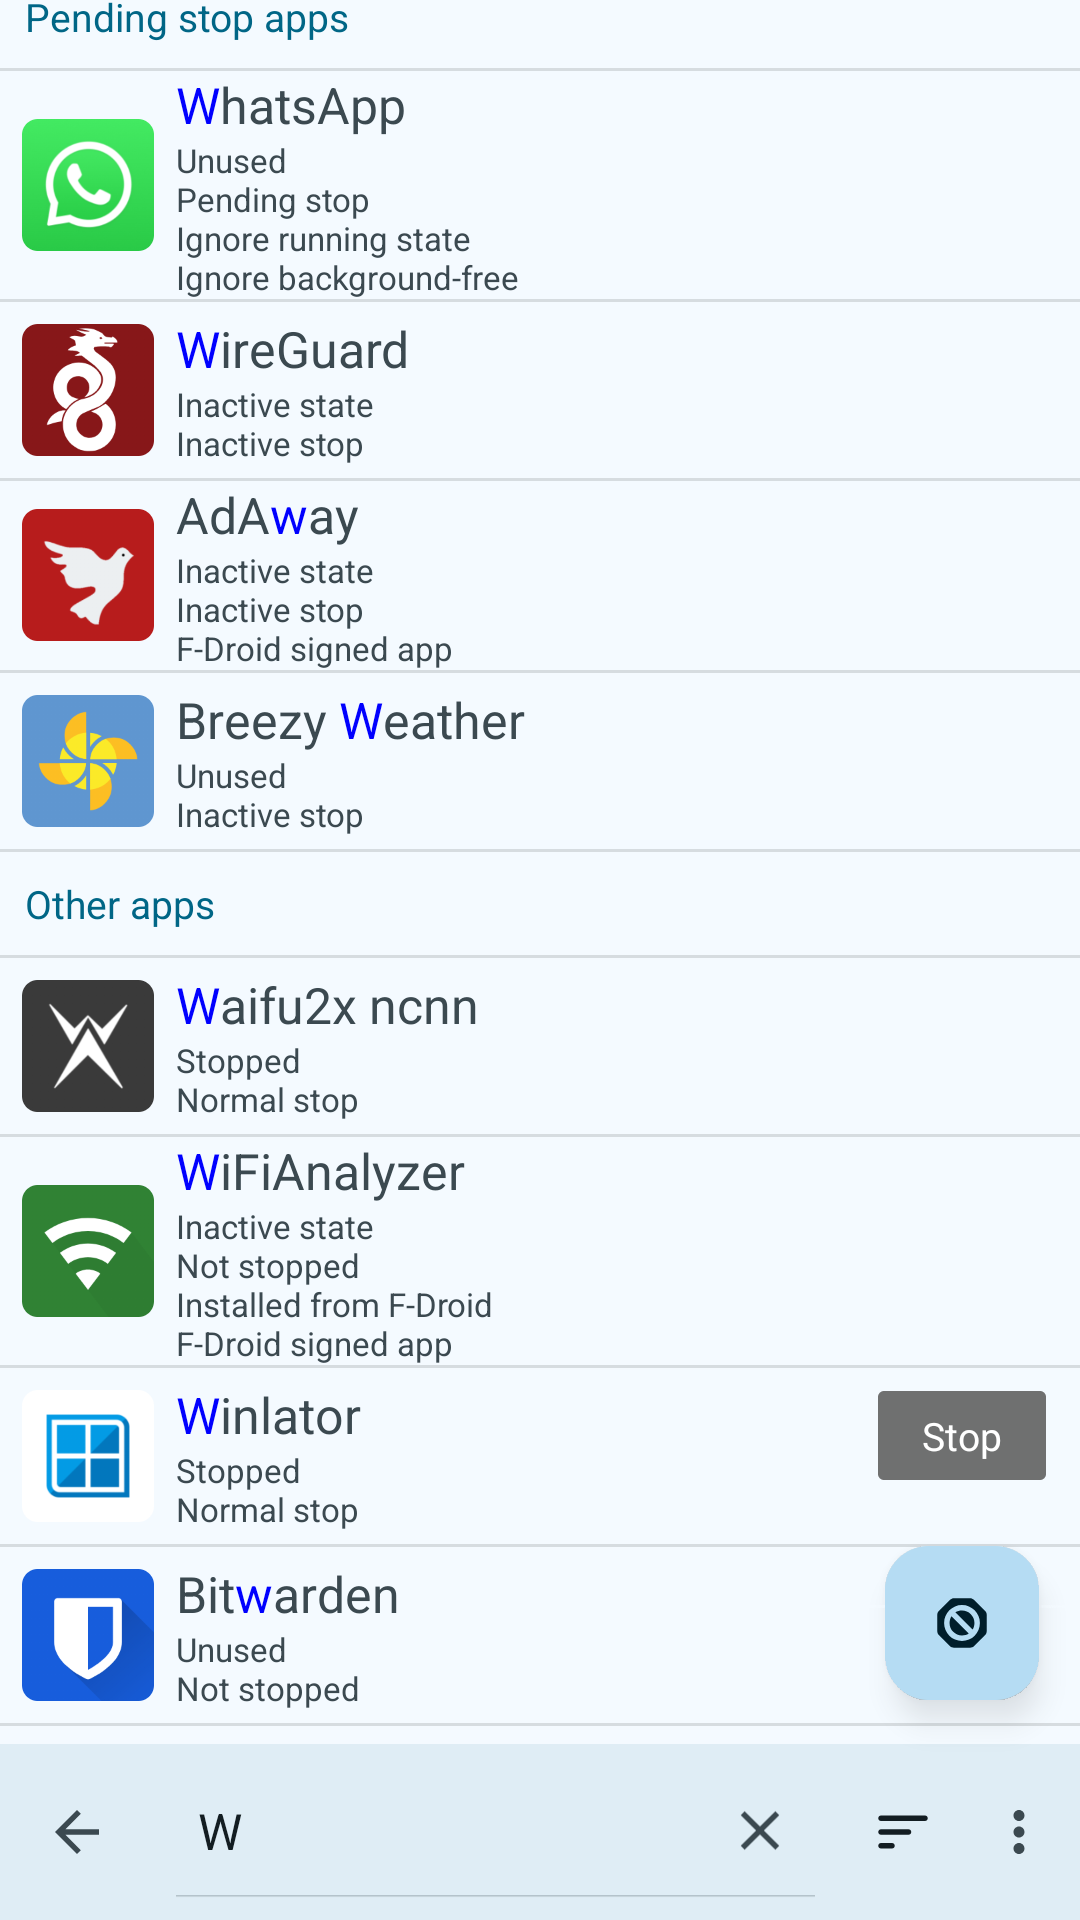 Pending stop apps
WhatsApp
Unused
Pending stop
Ignore running state
Ignore background-free
WireGuard
Inactive state
Inactive stop
AdAway
Inactive state
Inactive stop
F-Droid signed app
Breezy Weather
Unused
Inactive stop
Other apps
Waifu2x ncnn
Stopped
Normal stop
WiFiAnalyzer
Inactive state
Not stopped
Installed from F-Droid
F-Droid signed app
Winlator
Stopped
Normal stop
Stop
Bitwarden
Unused
Not stopped
W